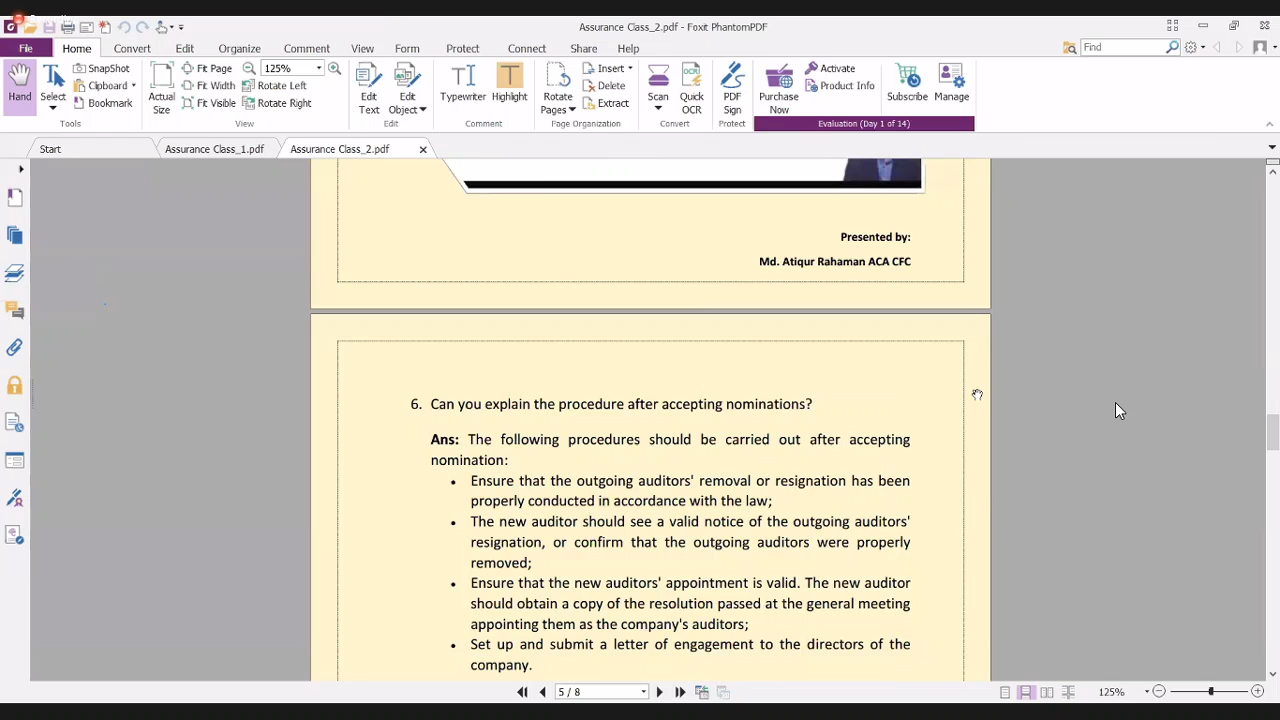 Assurance Class_2.pdf - Foxit PhantomPDF
File Home Convert Edit Organize Comment View Form Protect Connect Share Help Find
Hand Select SnapShot Clipboard Bookmark
Tools
Actual Size Fit Page Fit Width Fit Visible 125% Rotate Left Rotate Right
View
Edit Text Edit Object
Edit
Typewriter Highlight
Comment
Rotate Pages Insert Delete Extract
Page Organization
Scan Quick OCR
Convert
PDF Sign
Protect
Purchase Now Activate Product Info Subscribe Manage
Evaluation (Day 1 of 14)
Start Assurance Class_1.pdf Assurance Class_2.pdf
Presented by:
Md. Atiqur Rahaman ACA CFC
6. Can you explain the procedure after accepting nominations?
Ans: The following procedures should be carried out after accepting
nomination:
• Ensure that the outgoing auditors' removal or resignation has been
properly conducted in accordance with the law;
• The new auditor should see a valid notice of the outgoing auditors'
resignation, or confirm that the outgoing auditors were properly
removed;
• Ensure that the new auditors' appointment is valid. The new auditor
should obtain a copy of the resolution passed at the general meeting
appointing them as the company's auditors;
• Set up and submit a letter of engagement to the directors of the
company.
5 / 8 125%